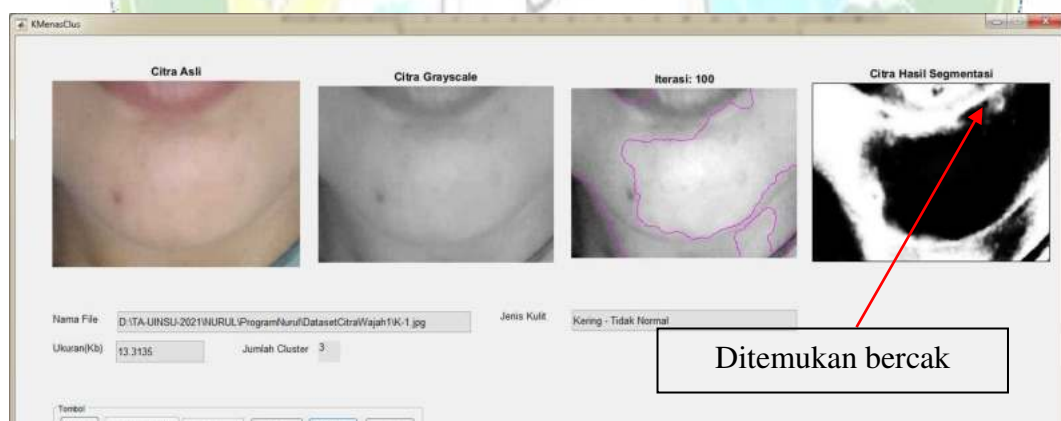 KMenasClus
Citra Asli
Citra Grayscale
Iterasi: 100
Citra Hasil Segmentasi
Nama File
D:\TA-UINSU-2021\NURUL\ProgramNurul\DatasetCitraWajah1\K-1.jpg
Jenis Kulit
Kering - Tidak Normal
Ukuran(Kb)
13.3135
Jumlah Cluster
3
Ditemukan bercak
Tombol